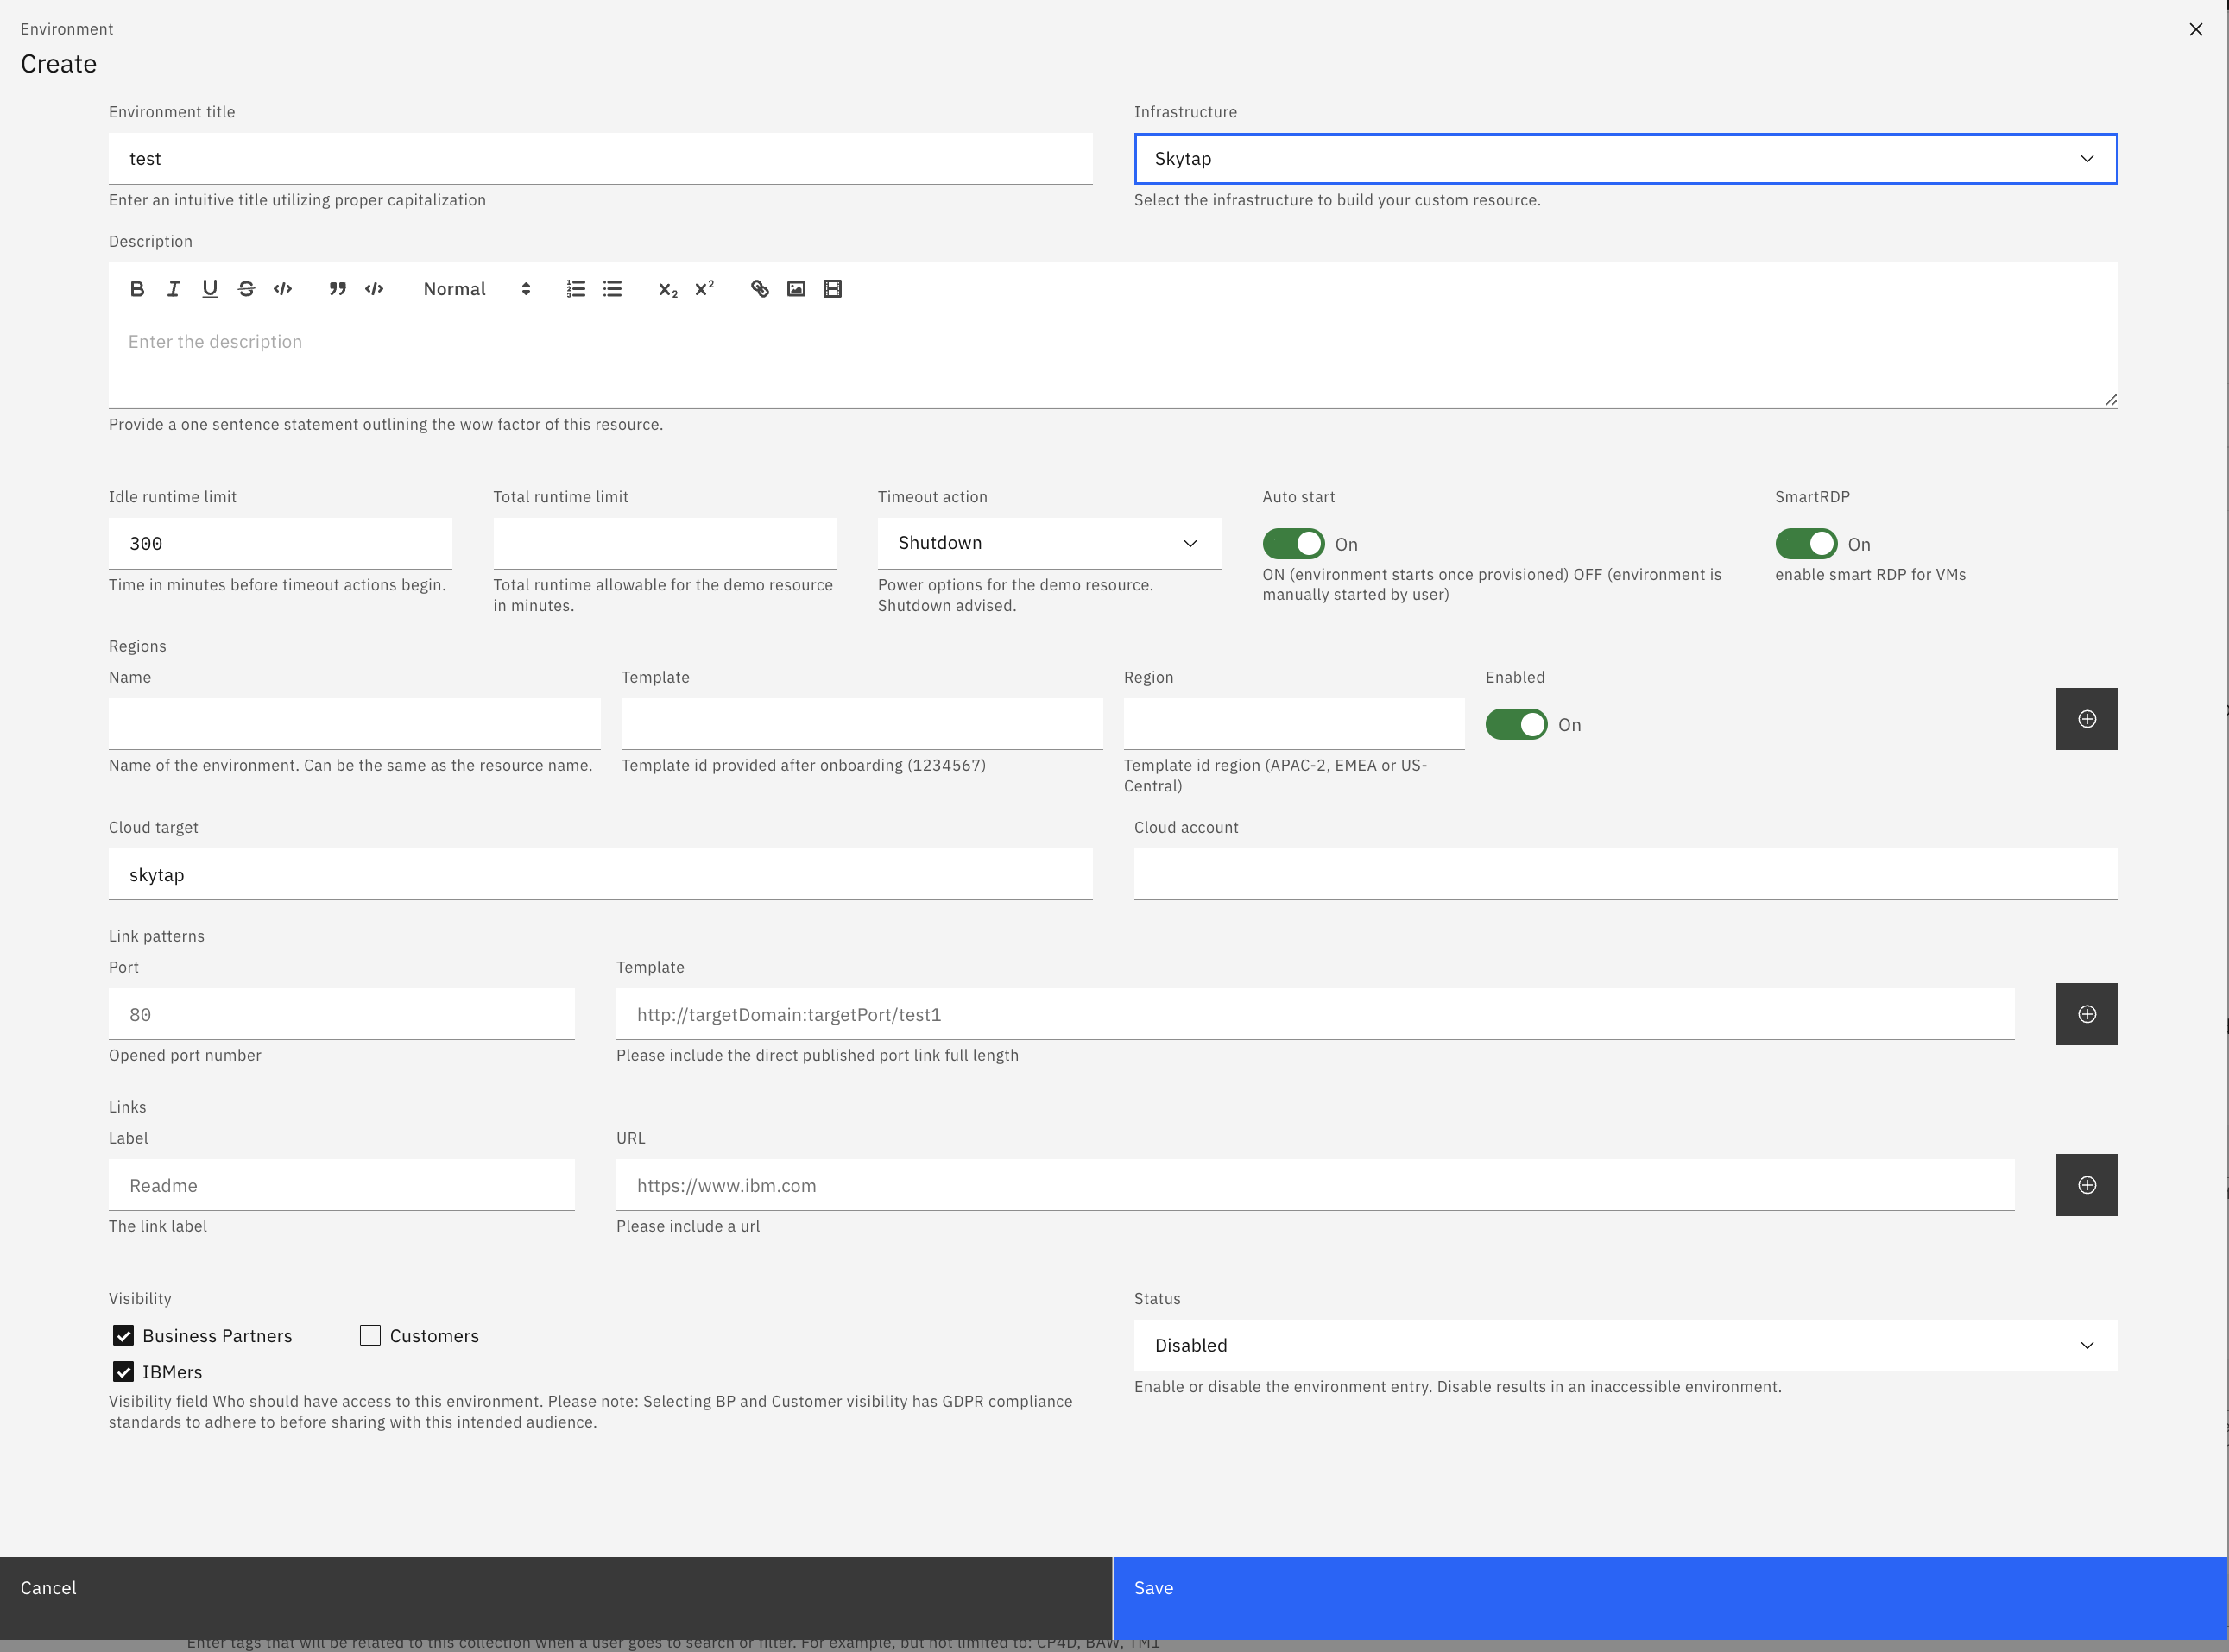 Environment
Create
Environment title
Infrastructure
test
Skytap
Enter an intuitive title utilizing proper capitalization
Select the infrastructure to build your custom resource.
Description
Normal
Enter the description
Provide a one sentence statement outlining the wow factor of this resource.
Idle runtime limit
Total runtime limit
Timeout action
Auto start
SmartRDP
300
Shutdown
On
On
Time in minutes before timeout actions begin.
Total runtime allowable for the demo resource
in minutes.
Power options for the demo resource.
Shutdown advised.
ON (environment starts once provisioned) OFF (environment is
manually started by user)
enable smart RDP for VMs
Regions
Name
Template
Region
Enabled
On
Name of the environment. Can be the same as the resource name.
Template id provided after onboarding (1234567)
Template id region (APAC-2, EMEA or US-
Central)
Cloud target
Cloud account
skytap
Link patterns
Port
Template
80
http://targetDomain:targetPort/test1
Opened port number
Please include the direct published port link full length
Links
Label
URL
Readme
https://www.ibm.com
The link label
Please include a url
Visibility
Status
Business Partners
Customers
IBMers
Disabled
Visibility field Who should have access to this environment. Please note: Selecting BP and Customer visibility has GDPR compliance
standards to adhere to before sharing with this intended audience.
Enable or disable the environment entry. Disable results in an inaccessible environment.
Cancel
Save
Enter tags that will be related to this collection when a user goes to search or filter. For example, but not limited to: CP4D, BAW, TM1